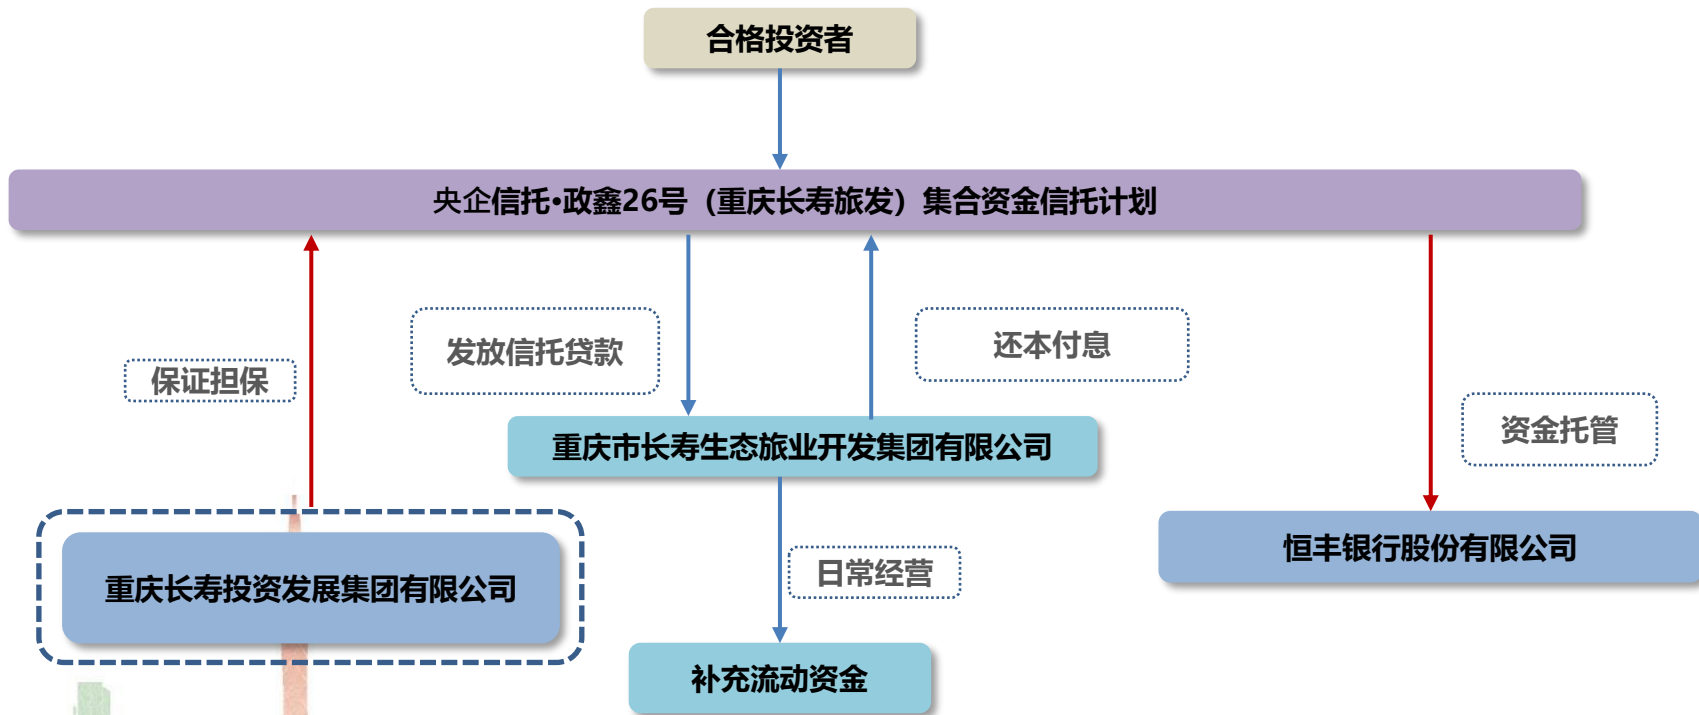 合格投资者
央企信托•政鑫26号（重庆长寿旅发）集合资金信托计划
发放信托贷款
还本付息
保证担保
资金托管
重庆市长寿生态旅业开发集团有限公司
恒丰银行股份有限公司
日常经营
重庆长寿投资发展集团有限公司
补充流动资金